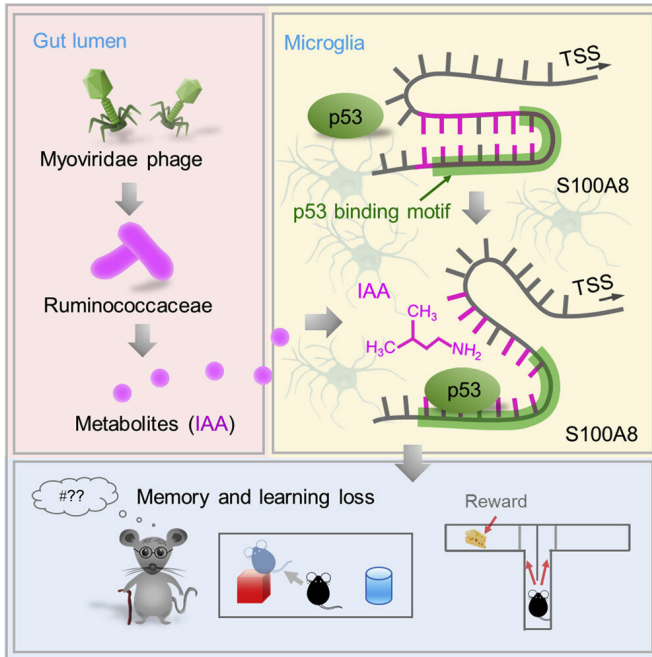 Gut lumen
Myoviridae phage
Ruminococcaceae
Metabolites (IAA)
Microglia
TSS
p53
S100A8
p53 binding motif
IAA
CH₃
H₃C
NH₂
TSS
p53
S100A8
#??
Memory and learning loss
Reward